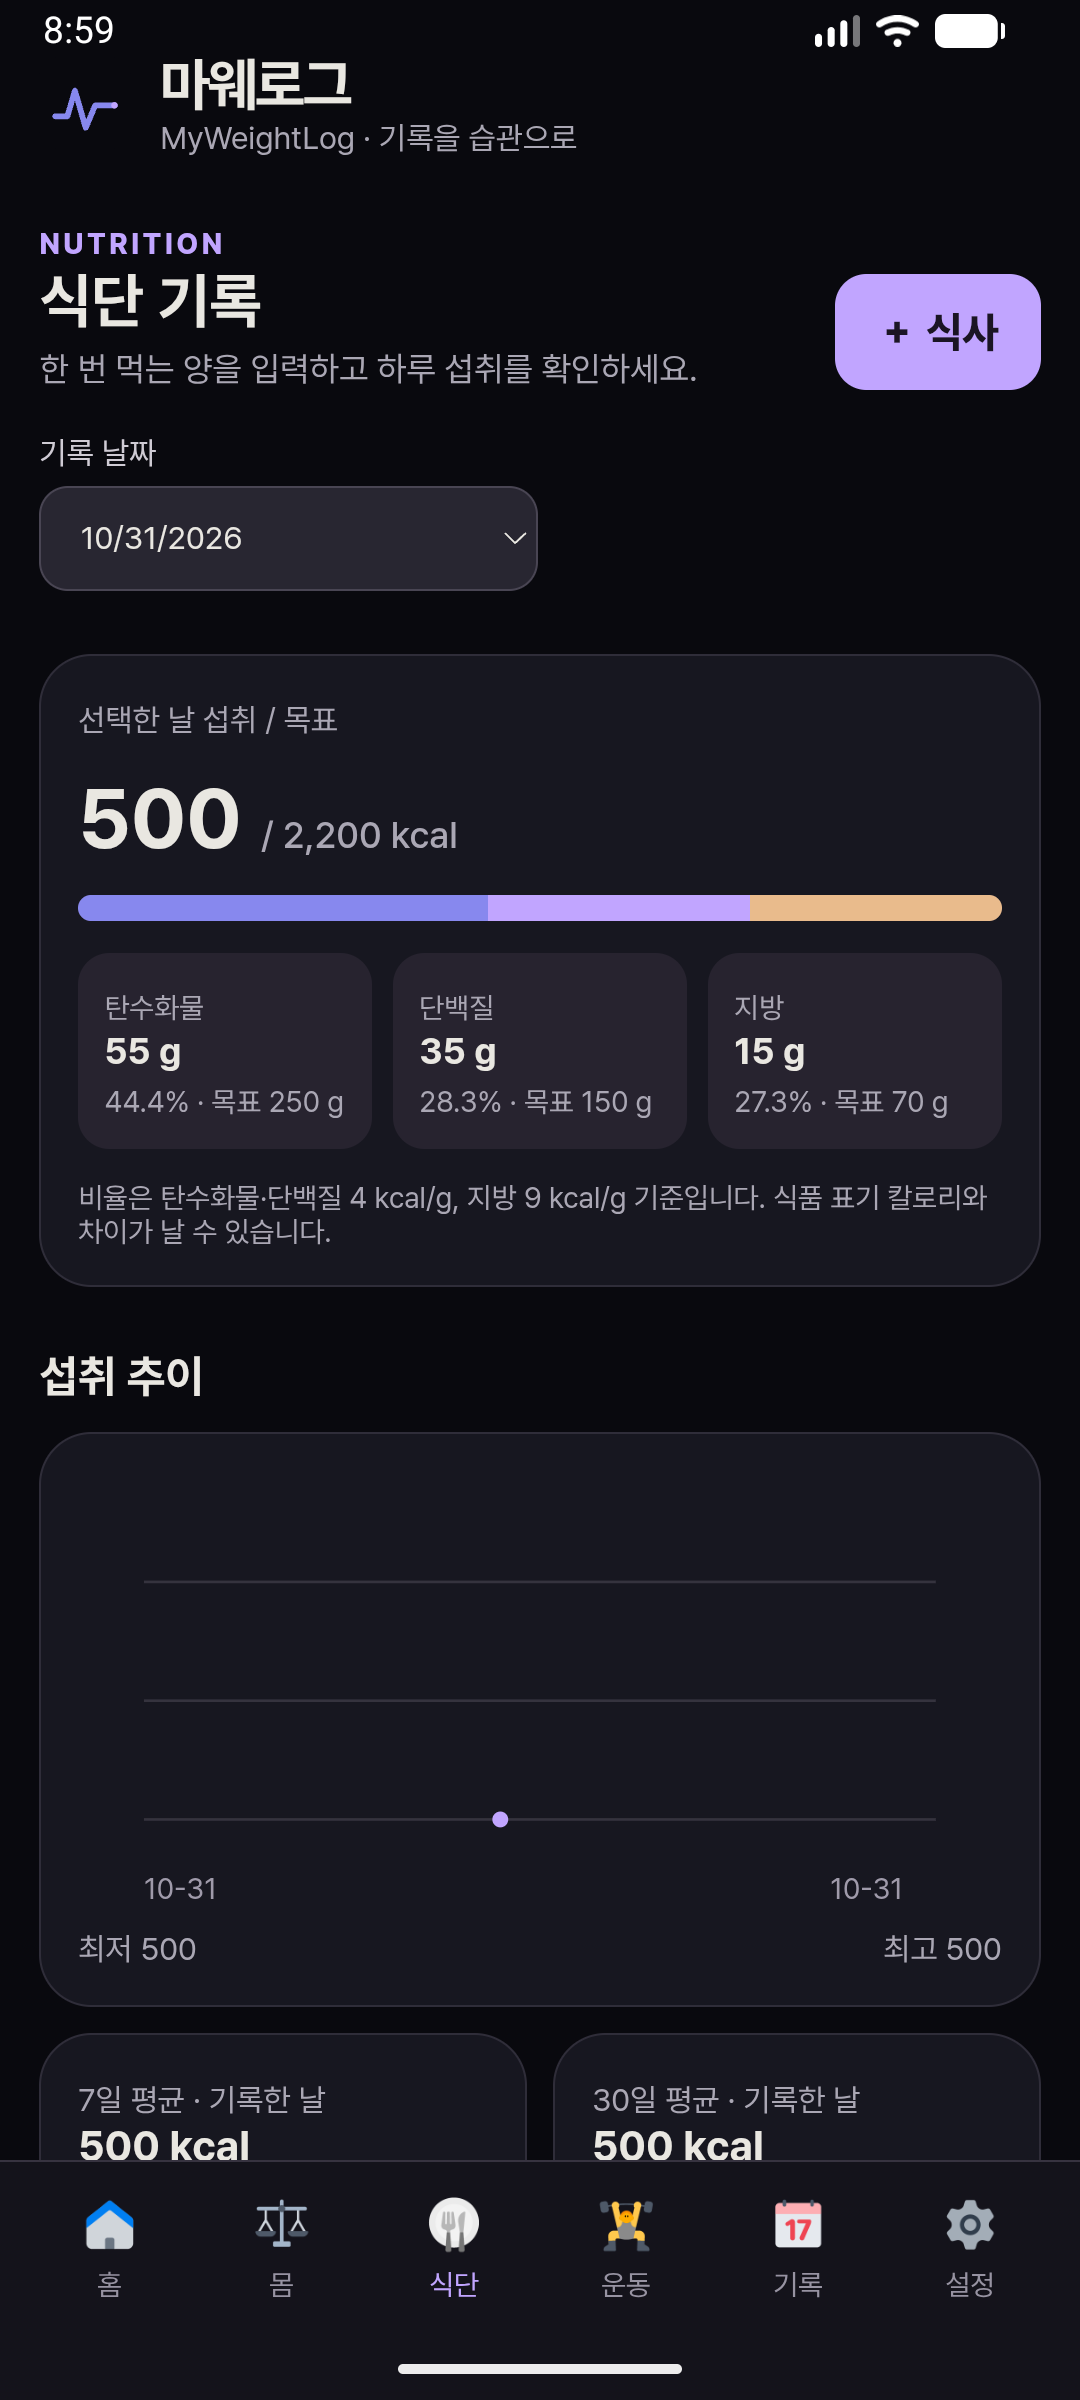 8:59
마웨로그
MyWeightLog · 기록을 습관으로
NUTRITION
식단 기록
한 번 먹는 양을 입력하고 하루 섭취를 확인하세요.
+ 식사
기록 날짜
10/31/2026
선택한 날 섭취 / 목표
500 / 2,200 kcal
탄수화물
55 g
44.4% · 목표 250 g
단백질
35 g
28.3% · 목표 150 g
지방
15 g
27.3% · 목표 70 g
비율은 탄수화물·단백질 4 kcal/g, 지방 9 kcal/g 기준입니다. 식품 표기 칼로리와
차이가 날 수 있습니다.
섭취 추이
10-31
10-31
최저 500
최고 500
7일 평균 · 기록한 날
500 kcal
30일 평균 · 기록한 날
500 kcal
홈
몸
식단
운동
17
기록
설정